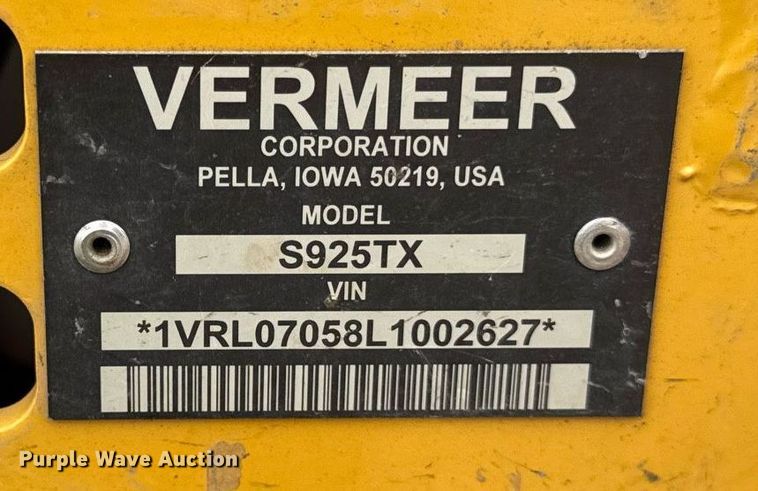 VERMEER
CORPORATION
PELLA, IOWA 50219, USA
MODEL
S925TX
VIN
*1VRL07058L1002627*
Purple Wave Auction